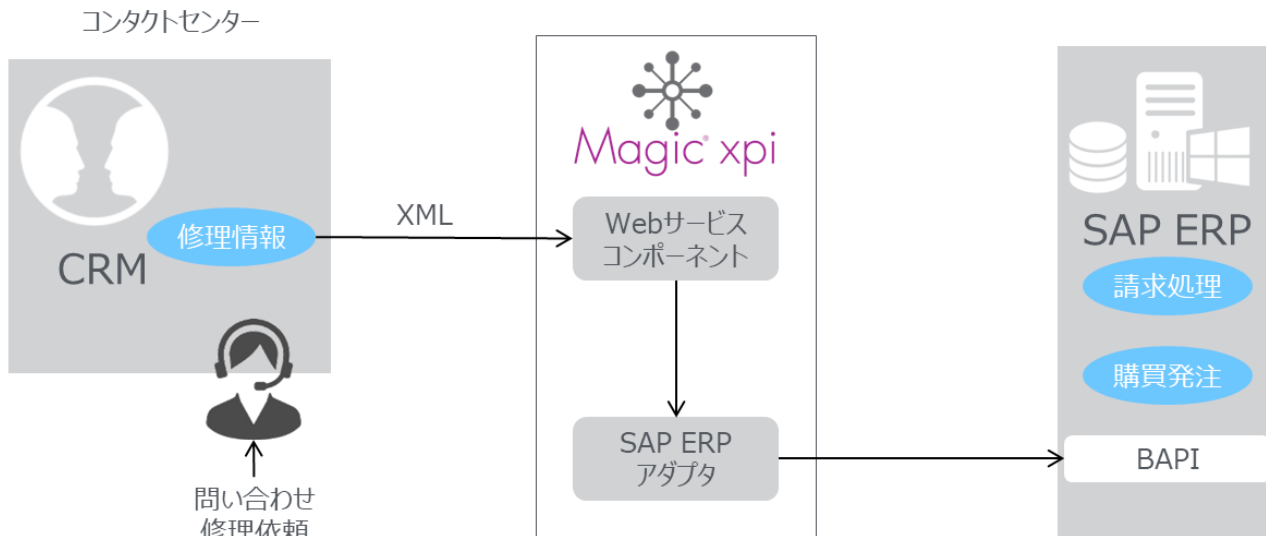 コンタクトセンター
CRM
修理情報
XML
問い合わせ
修理依頼
Magic xpi
Webサービス
コンポーネント
SAP ERP
アダプタ
SAP ERP
請求処理
購買発注
BAPI